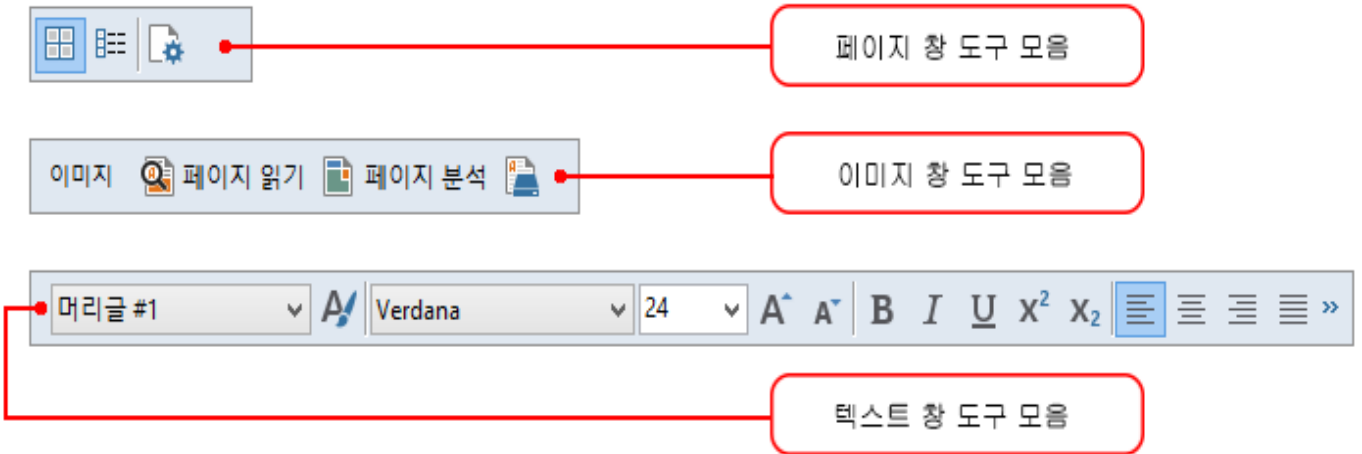 페이지 창 도구 모음
이미지 페이지 읽기 페이지 분석
이미지 창 도구 모음
머리글 #1 Verdana 24 A A B I U X² X₂
텍스트 창 도구 모음